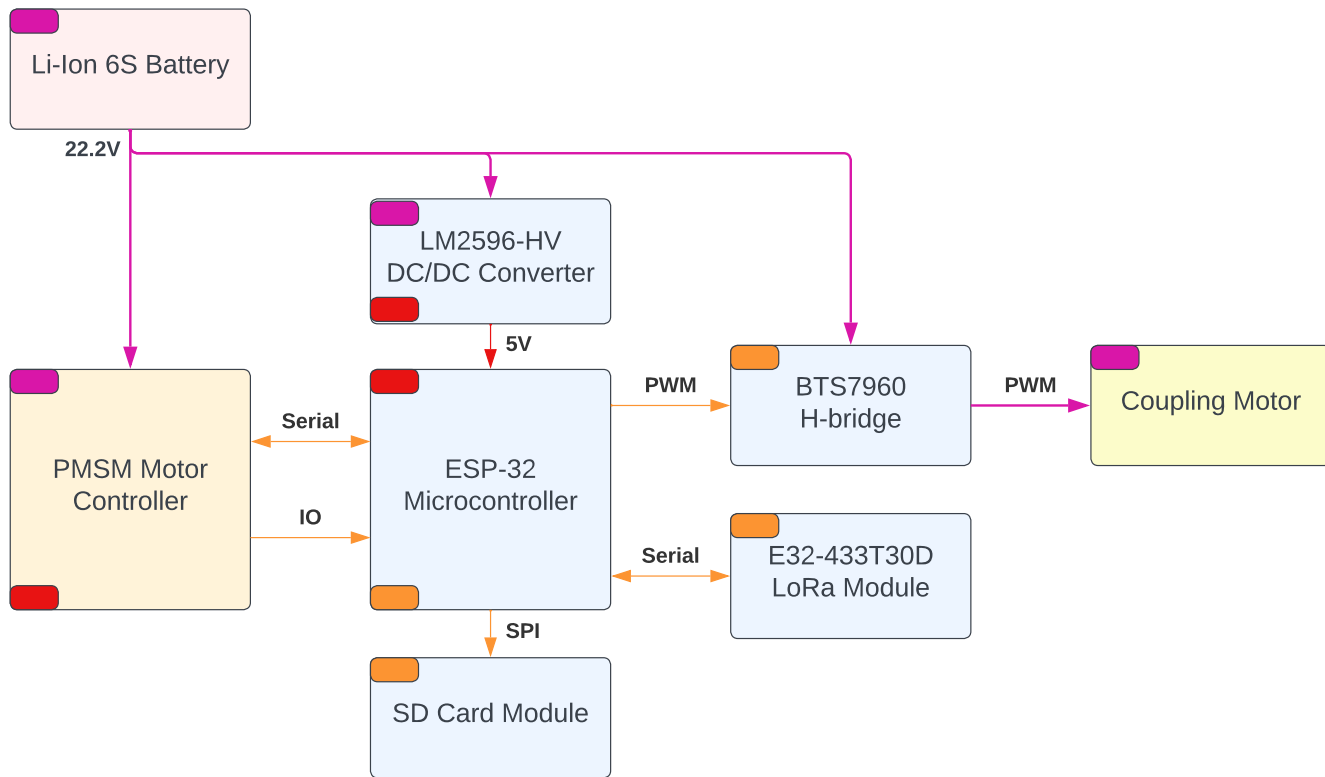 Li-Ion 6S Battery
22.2V
LM2596-HV
DC/DC Converter
5V
PMSM Motor
Controller
Serial
IO
ESP-32
Microcontroller
PWM
BTS7960
H-bridge
PWM
Coupling Motor
Serial
E32-433T30D
LoRa Module
SPI
SD Card Module